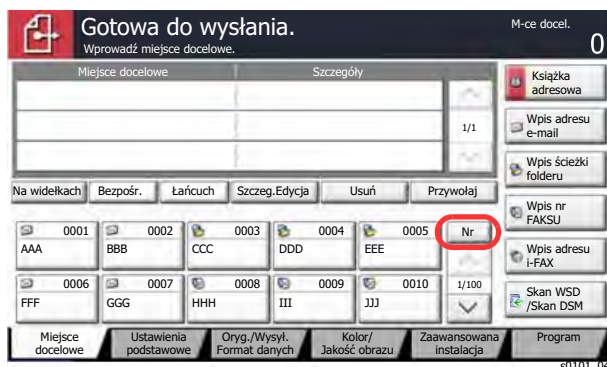 Gotowa do wysłania.
M-ce docel.
Wprowadź miejsce docelowe.
0
Miejsce docelowe
Szczegóły
Książka
adresowa
1/1
Wpis adresu
e-mail
Wpis ścieżki
folderu
Na widełkach
Bezpośr.
Łańcuch
Szczeg.Edycja
Usuń
Przywołaj
Wpis nr
FAKSU
0001
AAA
0002
BBB
0003
CCC
0004
DDD
0005
EEE
Nr
Wpis adresu
i-FAX
0006
FFF
0007
GGG
0008
HHH
0009
III
0010
JJJ
1/100
Skan WSD
/Skan DSM
Miejsce
docelowe
Ustawienia
podstawowe
Oryg./Wysył.
Format danych
Kolor/
Jakość obrazu
Zaawansowana
instalacja
Program